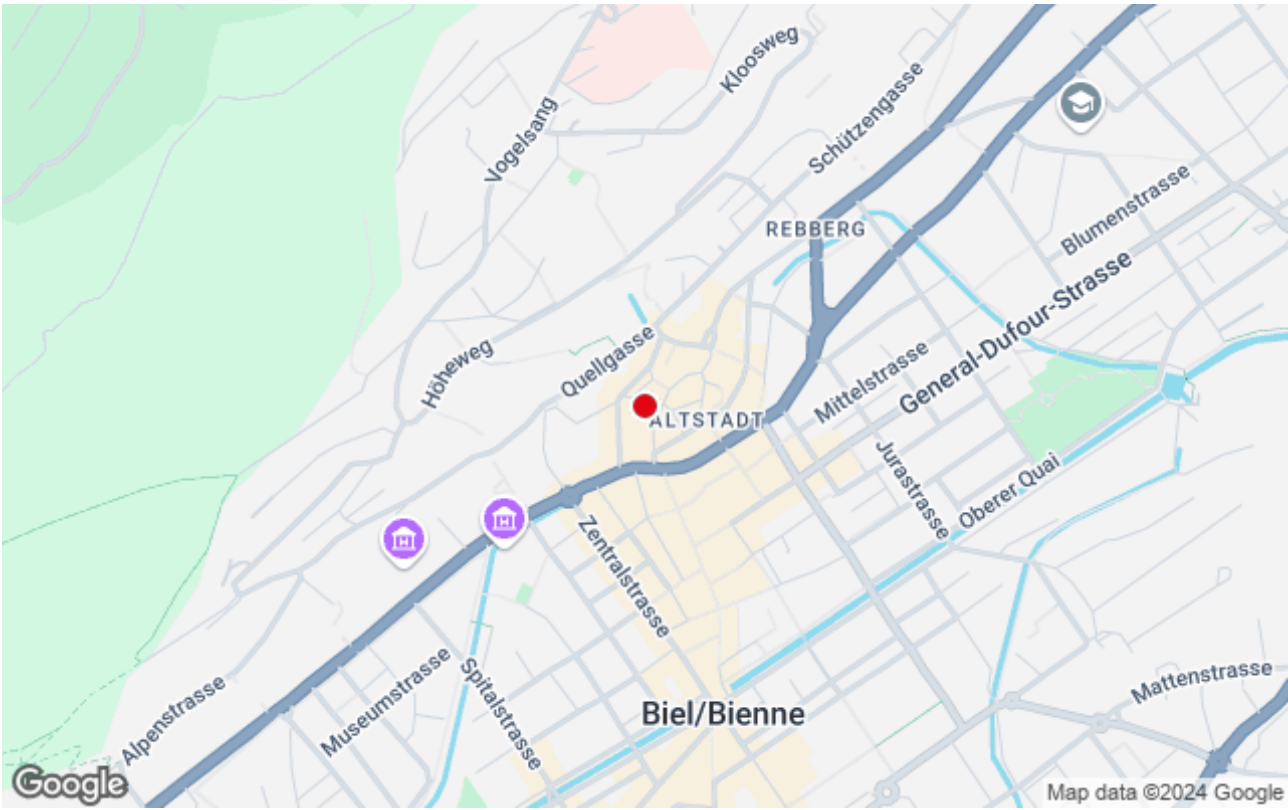 Kloosweg
Vogelsang
Schützengasse
Blumenstrasse
REBBERG
General-Dufour-Strasse
Höheweg
Quellgasse
Mittelstrasse
ALTSTADT
Jurastrasse
Oberer Quai
Zentralstrasse
Museumstrasse
Spitalstrasse
Alpenstrasse
Mattenstrasse
Biel/Bienne
Google
Map data ©2024 Google